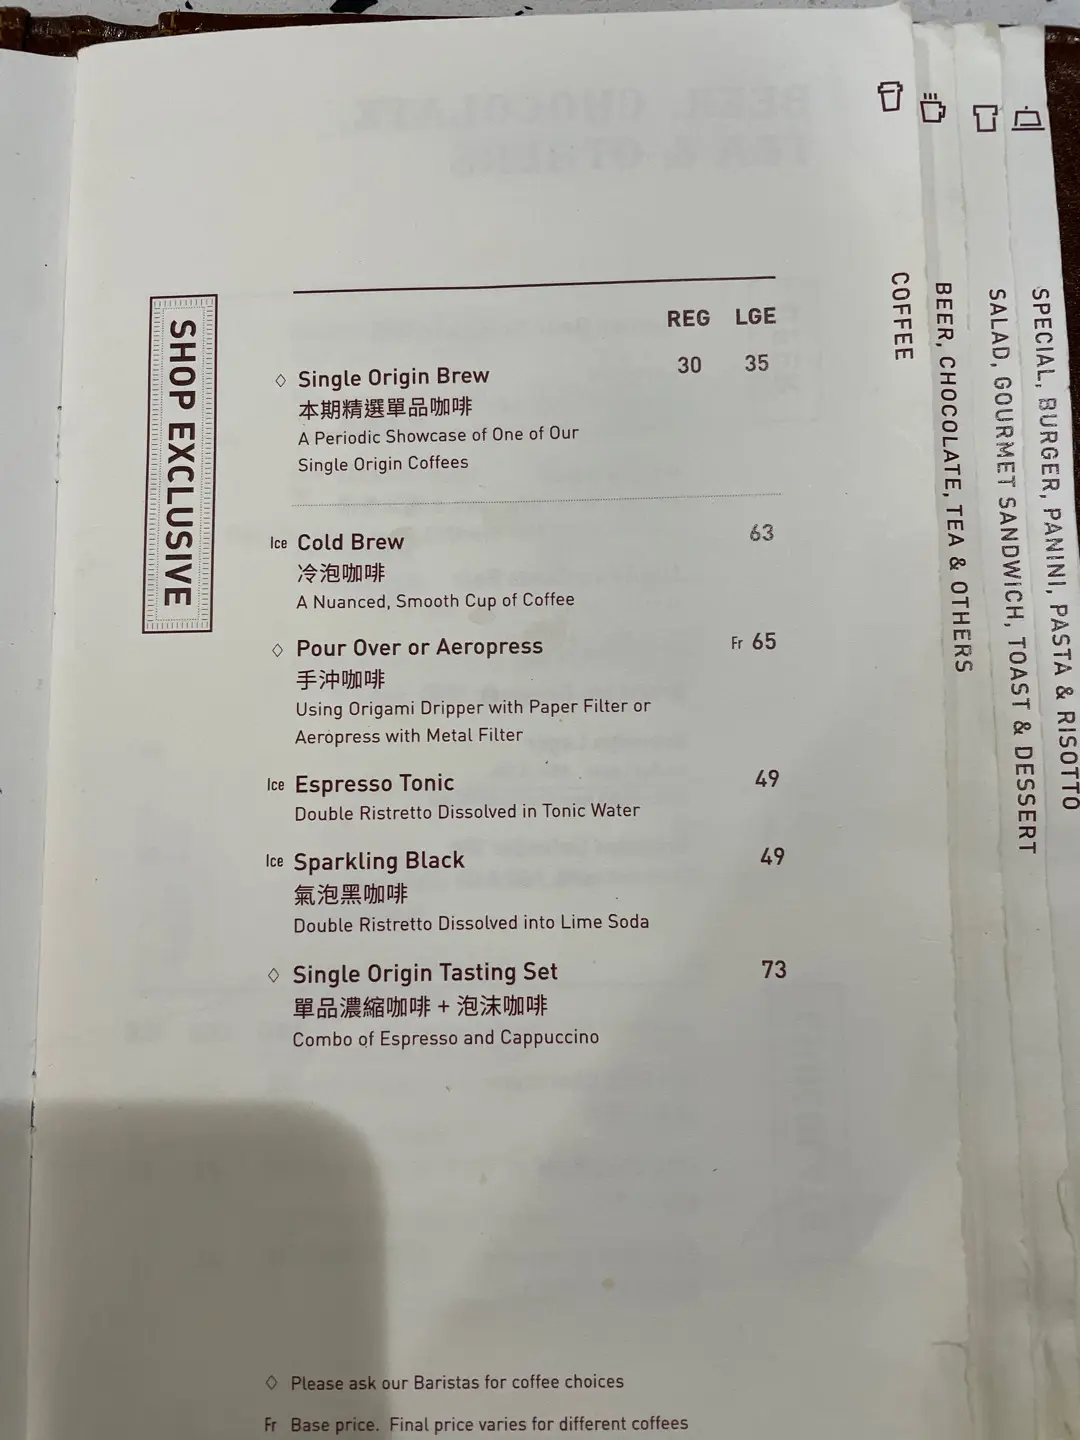 SHOP EXCLUSIVE
REG LGE
◇ Single Origin Brew 30 35
本期精選單品咖啡
A Periodic Showcase of One of Our
Single Origin Coffees
Ice Cold Brew 63
冷泡咖啡
A Nuanced, Smooth Cup of Coffee
◇ Pour Over or Aeropress Fr 65
手沖咖啡
Using Origami Dripper with Paper Filter or
Aeropress with Metal Filter
Ice Espresso Tonic 49
Double Ristretto Dissolved in Tonic Water
Ice Sparkling Black 49
氣泡黑咖啡
Double Ristretto Dissolved into Lime Soda
◇ Single Origin Tasting Set 73
單品濃縮咖啡 + 泡沫咖啡
Combo of Espresso and Cappuccino
◇ Please ask our Baristas for coffee choices
Fr Base price. Final price varies for different coffees
COFFEE
BEER, CHOCOLATE, TEA & OTHERS
SALAD, GOURMET SANDWICH, TOAST & DESSERT
SPECIAL, BURGER, PANINI, PASTA & RISOTTO